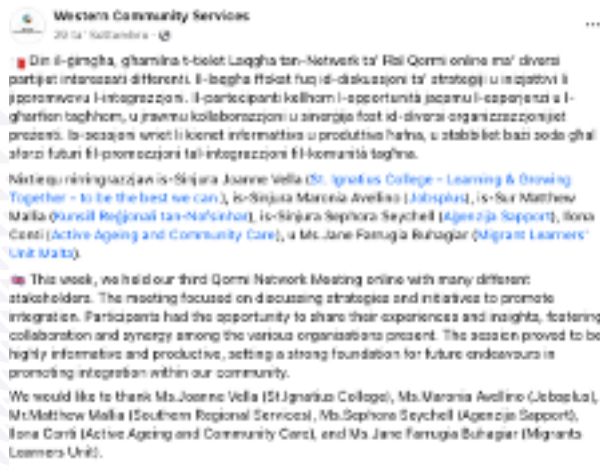 Western Community Services
29 ta' Settembru ·
Din il-ġimgħa, għamilna t-tielet Laqgħa tan-Network ta' Ħal Qormi online ma' diversi
partijiet interessati differenti. Il-laqgħa ffokat fuq id-diskussjoni ta' strateġiji u inizjattivi li
jippromwovu l-integrazzjoni. Il-parteċipanti kellhom l-opportunità jaqsmu l-esperjenzi u l-
għarfien tagħhom, u jrawmu kollaborazzjoni u sinerġija fost id-diversi organizzazzjonijiet
preżenti. Is-sessjoni wriet li kienet informattiva u produttiva ħafna, u stabbiliet bażi soda għal
sforzi futuri fil-promozzjoni tal-integrazzjoni fil-komunità tagħna.
Nixtiequ nirringrazzjaw is-Sinjura Joanne Vella (St. Ignatius College - Learning & Growing
Together - to be the best we can.), is-Sinjura Maronia Avellino (Jobsplus), is-Sur Matthew
Mallia (Kunsill Reġjonali tan-Nofsinhar), is-Sinjura Sephora Seychell (Aġenzija Sapport), Ilona
Conti (Active Ageing and Community Care), u Ms.Jane Farrugia Buhagiar (Migrant Learners'
Unit Malta).
This week, we held our third Qormi Network Meeting online with many different
stakeholders. The meeting focused on discussing strategies and initiatives to promote
integration. Participants had the opportunity to share their experiences and insights, fostering
collaboration and synergy among the various organisations present. The session proved to be
highly informative and productive, setting a strong foundation for future endeavours in
promoting integration within our community.
We would like to thank Ms.Joanne Vella (St.Ignatius College), Ms.Maronia Avellino (Jobsplus),
Mr.Matthew Mallia (Southern Regional Services), Ms.Sephora Seychell (Agenzija Sapport),
Ilona Conti (Active Ageing and Community Care), and Ms.Jane Farrugia Buhagiar (Migrants
Learners Unit).